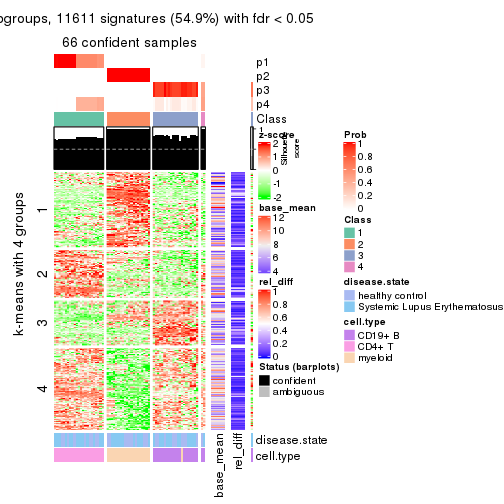 ogroups, 11611 signatures (54.9%) with fdr < 0.05
66 confident samples
p1
p2
p3
p4
Class
1
Silhouette
score
z-score
2
1
0
-1
-2
base_mean
12
10
8
6
4
rel_diff
1
0.8
0.6
0.4
0.2
0
Status (barplots)
confident
ambiguous
Prob
1
0.8
0.6
0.4
0.2
0
Class
1
2
3
4
disease.state
healthy control
Systemic Lupus Erythematosus
cell.type
CD19+ B
CD4+ T
myeloid
k-means with 4 groups
1
2
3
4
disease.state
cell.type
base_mean
rel_diff